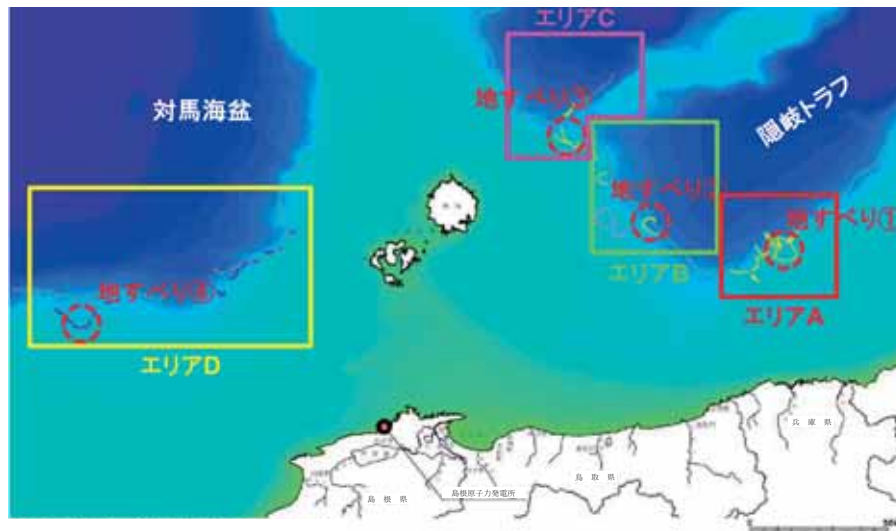 エリアC
地すべり③
対馬海盆
隠岐トラフ
地すべり②
地すべり①
エリアB
エリアA
地すべり④
エリアD
兵庫県
鳥取県
島根県
島根原子力発電所